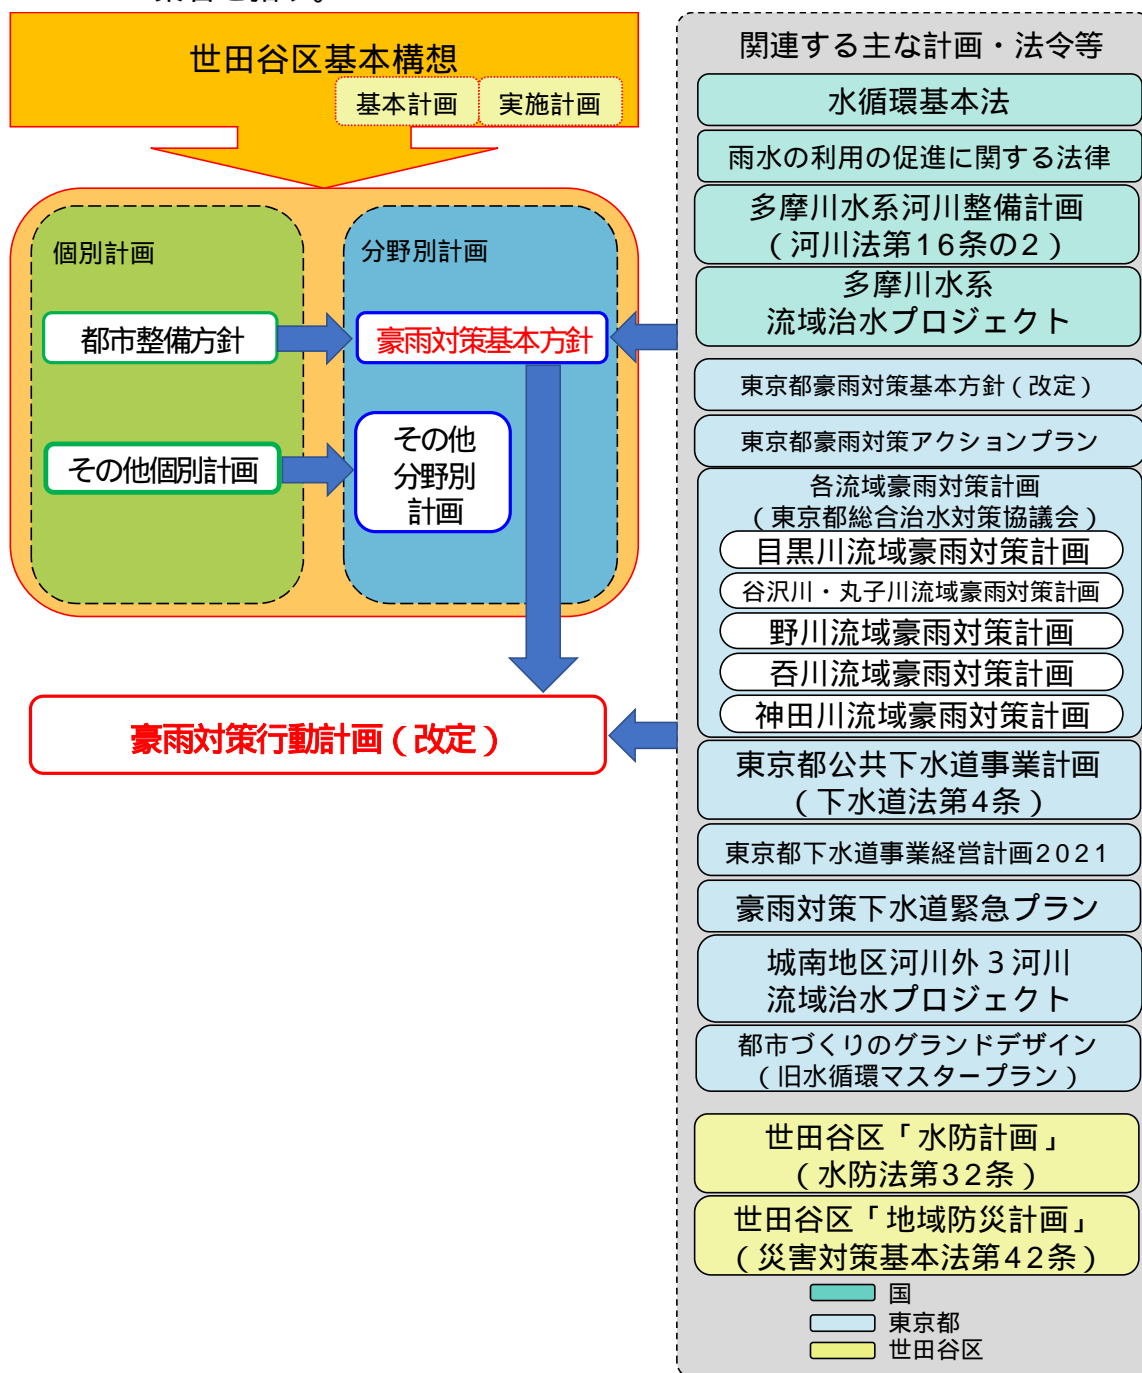 世田谷区基本構想
基本計画
実施計画
個別計画
分野別計画
都市整備方針
豪雨対策基本方針
その他個別計画
その他
分野別
計画
豪雨対策行動計画（改定）
関連する主な計画・法令等
水循環基本法
雨水の利用の促進に関する法律
多摩川水系河川整備計画
（河川法第16条の2）
多摩川水系
流域治水プロジェクト
東京都豪雨対策基本方針（改定）
東京都豪雨対策アクションプラン
各流域豪雨対策計画
（東京都総合治水対策協議会）
目黒川流域豪雨対策計画
谷沢川・丸子川流域豪雨対策計画
野川流域豪雨対策計画
呑川流域豪雨対策計画
神田川流域豪雨対策計画
東京都公共下水道事業計画
（下水道法第4条）
東京都下水道事業経営計画2021
豪雨対策下水道緊急プラン
城南地区河川外３河川
流域治水プロジェクト
都市づくりのグランドデザイン
（旧水循環マスタープラン）
世田谷区「水防計画」
（水防法第32条）
世田谷区「地域防災計画」
（災害対策基本法第42条）
国
東京都
世田谷区